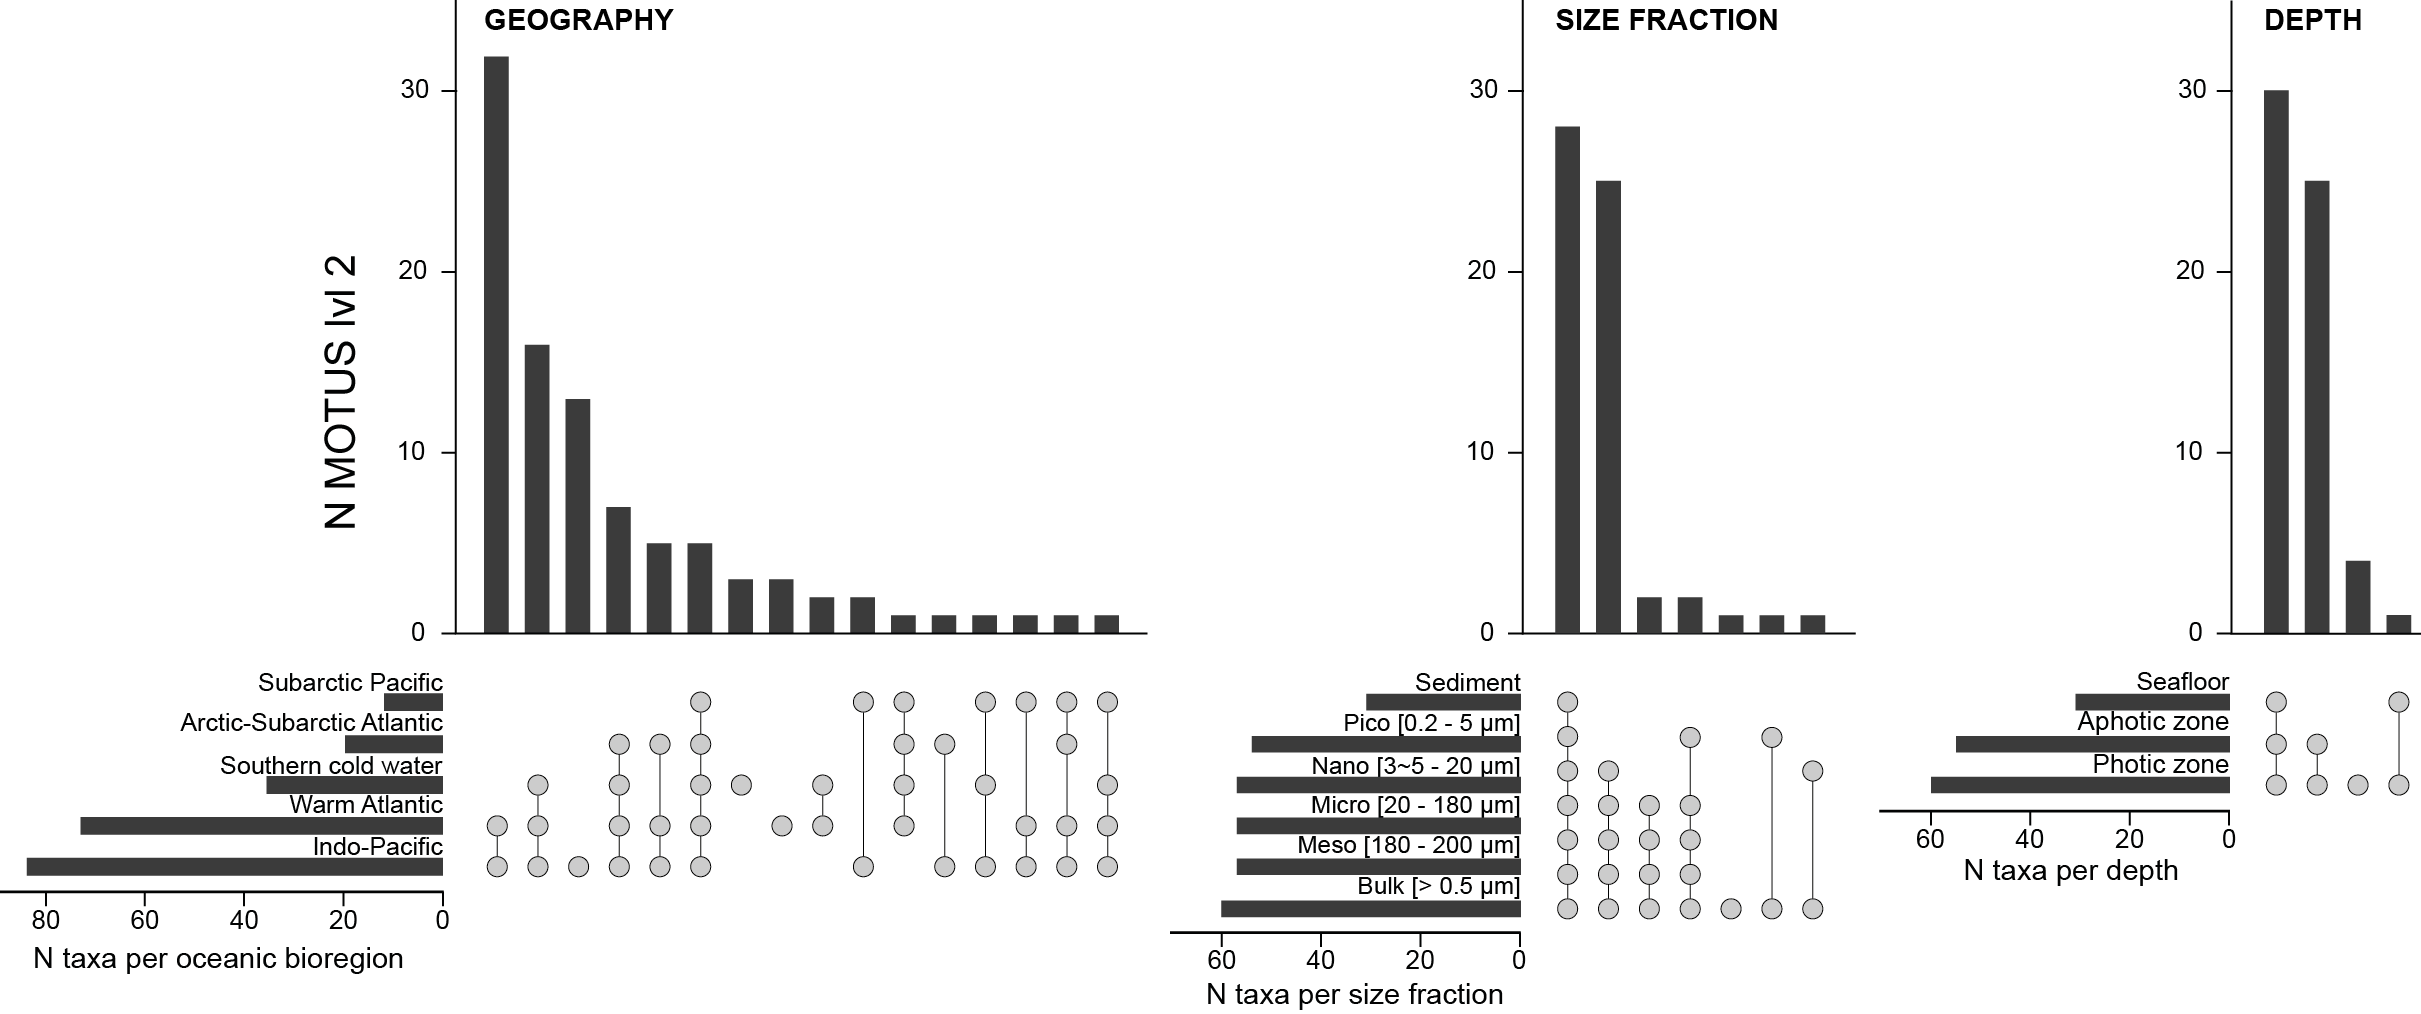 GEOGRAPHY
N MOTUS lvl 2
30
20
10
0
Subarctic Pacific
Arctic-Subarctic Atlantic
Southern cold water
Warm Atlantic
Indo-Pacific
80 60 40 20 0
N taxa per oceanic bioregion
SIZE FRACTION
30
20
10
0
Sediment
Pico [0.2 - 5 µm]
Nano [3~5 - 20 µm]
Micro [20 - 180 µm]
Meso [180 - 200 µm]
Bulk [> 0.5 µm]
60 40 20 0
N taxa per size fraction
DEPTH
30
20
10
0
Seafloor
Aphotic zone
Photic zone
60 40 20 0
N taxa per depth